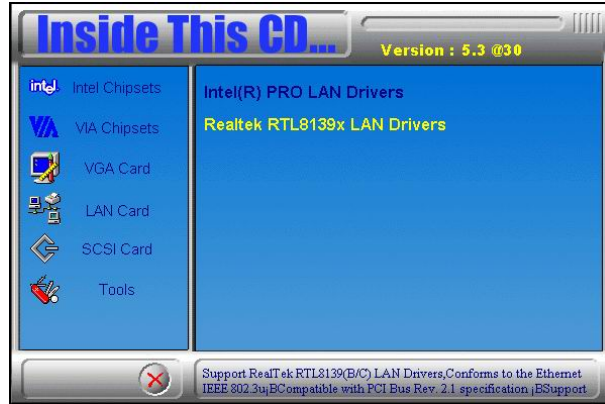 Inside This CD...
Version : 5.3 @30
intel Intel Chipsets
VIA VIA Chipsets
VGA Card
LAN Card
SCSI Card
Tools
Intel(R) PRO LAN Drivers
Realtek RTL8139x LAN Drivers
Support RealTek RTL8139(B/C) LAN Drivers,Conforms to the Ethernet
IEEE 802.3u¡BCompatible with PCI Bus Rev. 2.1 specification ¡BSupport